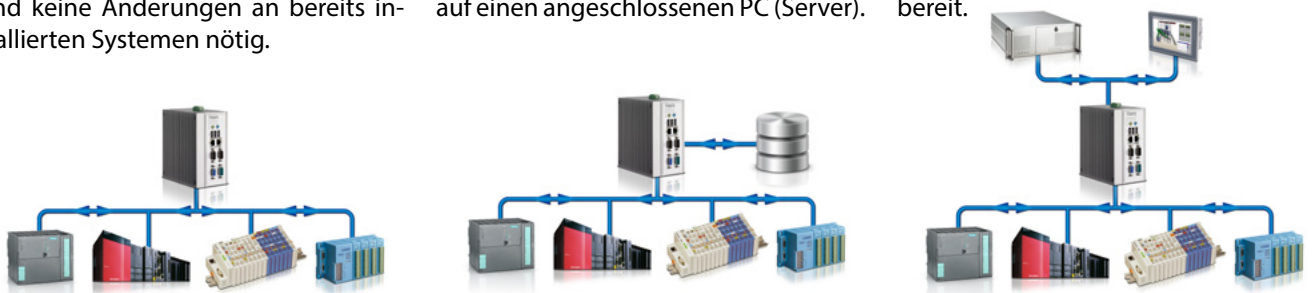 nd keine Änderungen an bereits in-
allierten Systemen nötig.
auf einen angeschlossenen PC (Server).
bereit.